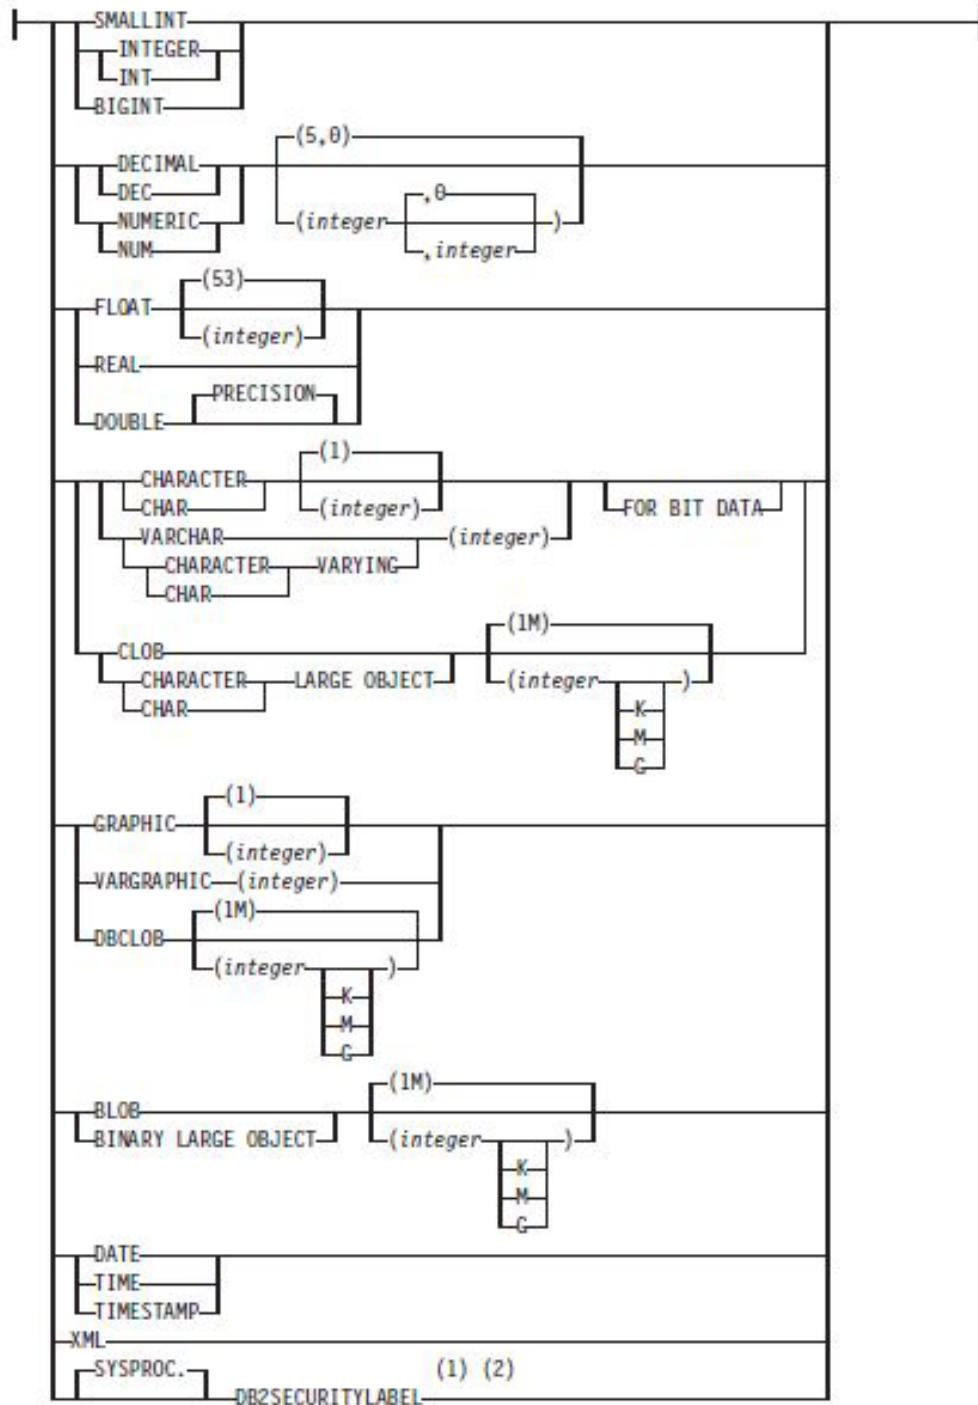 SMALLINT
INTEGER
INT
BIGINT
(5,0)
DECIMAL
DEC
,0
NUMERIC (integer )
NUM ,integer
(53)
FLOAT
(integer)
REAL
PRECISION
DOUBLE
(1)
CHARACTER
CHAR (integer) FOR BIT DATA
VARCHAR (integer)
CHARACTER VARYING
CHAR
(1M)
CLOB
CHARACTER LARGE OBJECT (integer )
CHAR K
M
G
(1)
GRAPHIC
(integer)
VARGRAPHIC (integer)
(1M)
DBCLOB
(integer )
K
M
G
(1M)
BLOB
BINARY LARGE OBJECT (integer )
K
M
G
DATE
TIME
TIMESTAMP
XML
SYSPROC. (1) (2)
DB2SECURITYLABEL